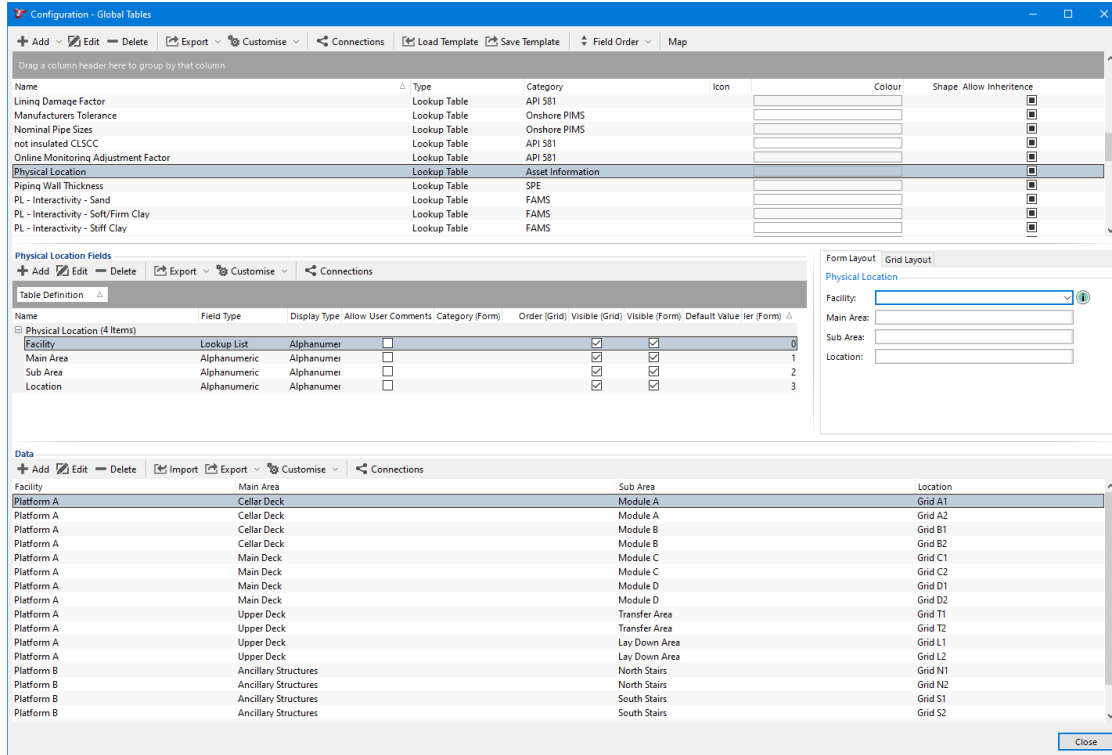 Configuration - Global Tables
Add Edit Delete Export Customise Connections Load Template Save Template Field Order Map
Drag a column header here to group by that column
Name Type Category Icon Colour Shape Allow Inheritence
Lining Damage Factor Lookup Table API 581
Manufacturers Tolerance Lookup Table Onshore PIMS
Nominal Pipe Sizes Lookup Table Onshore PIMS
not insulated CLSCC Lookup Table API 581
Online Monitoring Adjustment Factor Lookup Table API 581
Physical Location Lookup Table Asset Information
Piping Wall Thickness Lookup Table SPE
PL - Interactivity - Sand Lookup Table FAMS
PL - Interactivity - Soft/Firm Clay Lookup Table FAMS
PL - Interactivity - Stiff Clay Lookup Table FAMS
Physical Location Fields
Add Edit Delete Export Customise Connections
Table Definition
Name Field Type Display Type Allow User Comments Category (Form) Order (Grid) Visible (Grid) Visible (Form) Default Value ler (Form)
Physical Location (4 Items)
Facility Lookup List Alphanumer 0
Main Area Alphanumeric Alphanumer 1
Sub Area Alphanumeric Alphanumer 2
Location Alphanumeric Alphanumer 3
Form Layout Grid Layout
Physical Location
Facility:
Main Area:
Sub Area:
Location:
Data
Add Edit Delete Import Export Customise Connections
Facility Main Area Sub Area Location
Platform A Cellar Deck Module A Grid A1
Platform A Cellar Deck Module A Grid A2
Platform A Cellar Deck Module B Grid B1
Platform A Cellar Deck Module B Grid B2
Platform A Main Deck Module C Grid C1
Platform A Main Deck Module C Grid C2
Platform A Main Deck Module D Grid D1
Platform A Main Deck Module D Grid D2
Platform A Upper Deck Transfer Area Grid T1
Platform A Upper Deck Transfer Area Grid T2
Platform A Upper Deck Lay Down Area Grid L1
Platform A Upper Deck Lay Down Area Grid L2
Platform B Ancillary Structures North Stairs Grid N1
Platform B Ancillary Structures North Stairs Grid N2
Platform B Ancillary Structures South Stairs Grid S1
Platform B Ancillary Structures South Stairs Grid S2
Close